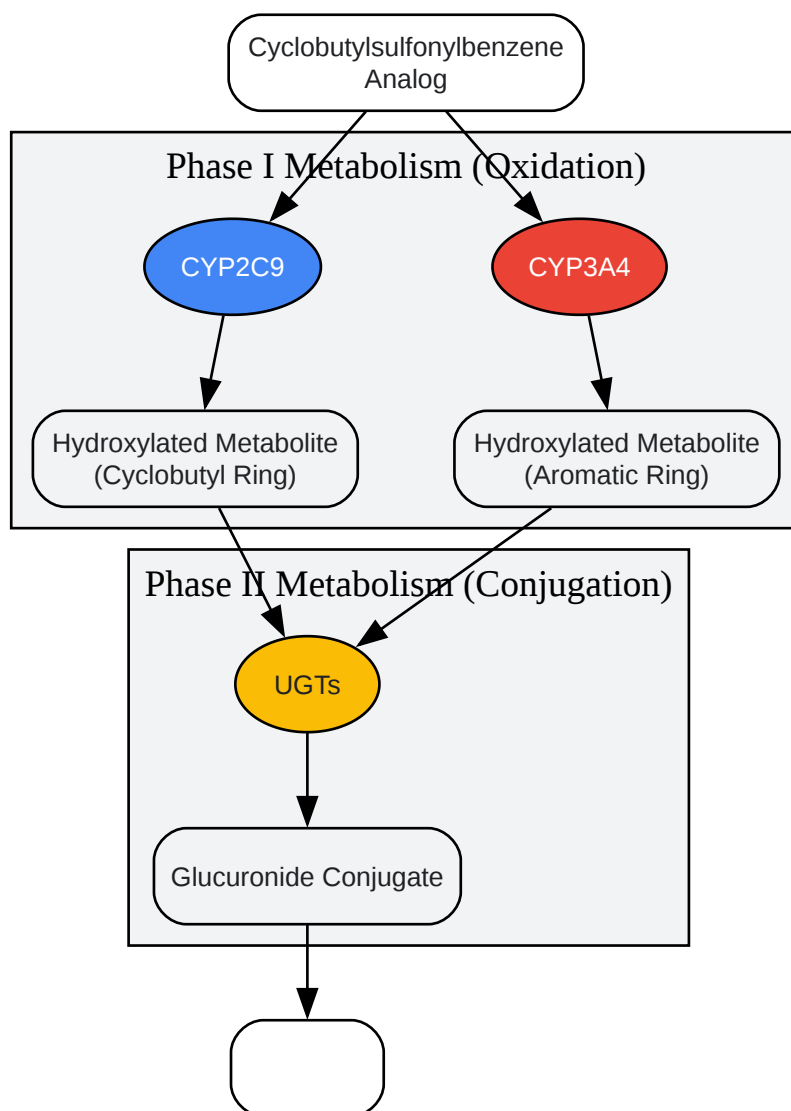 Cyclobutylsulfonylbenzene
Analog
Phase I Metabolism (Oxidation)
CYP2C9
CYP3A4
Hydroxylated Metabolite
(Cyclobutyl Ring)
Hydroxylated Metabolite
(Aromatic Ring)
Phase II Metabolism (Conjugation)
UGTs
Glucuronide Conjugate